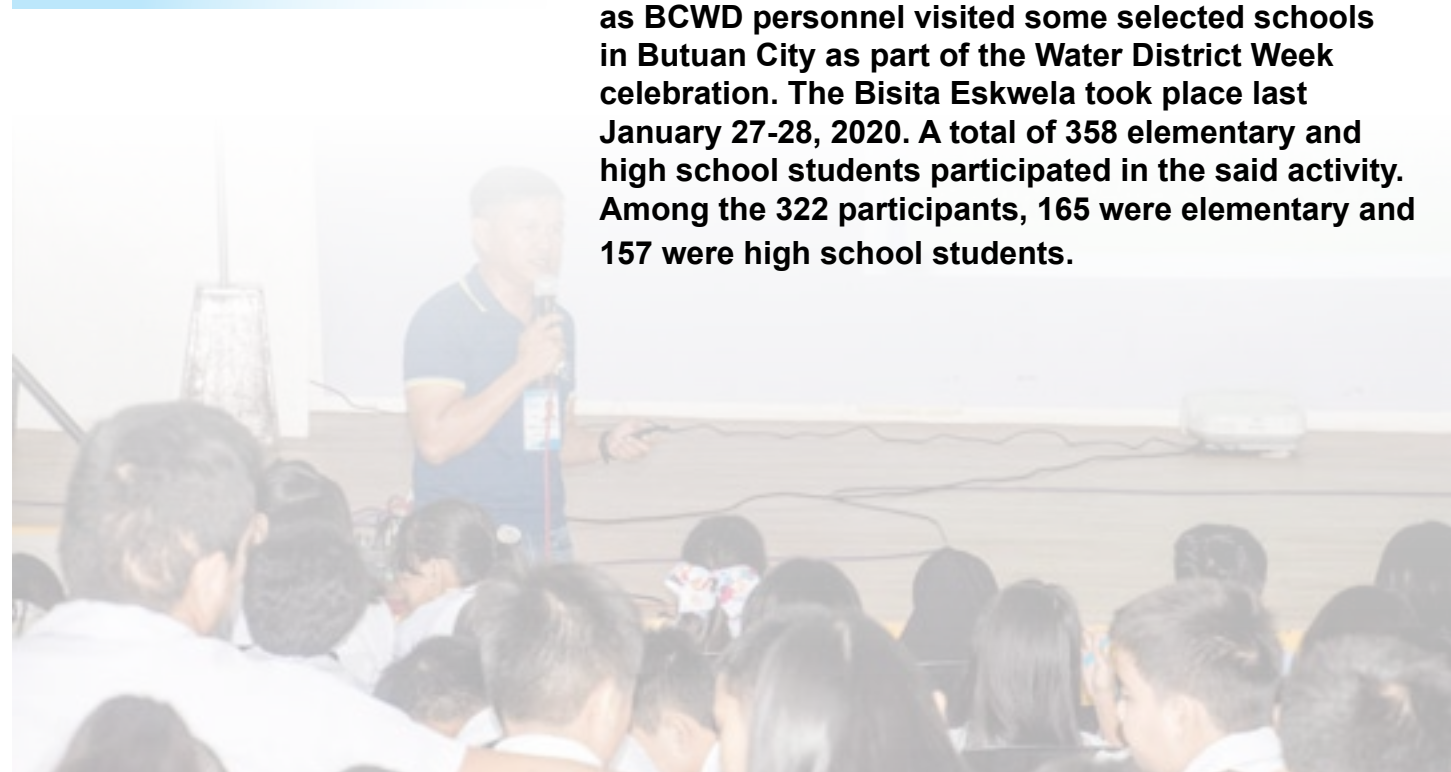 as BCWD personnel visited some selected schools
in Butuan City as part of the Water District Week
celebration. The Bisita Eskwela took place last
January 27-28, 2020. A total of 358 elementary and
high school students participated in the said activity.
Among the 322 participants, 165 were elementary and
157 were high school students.